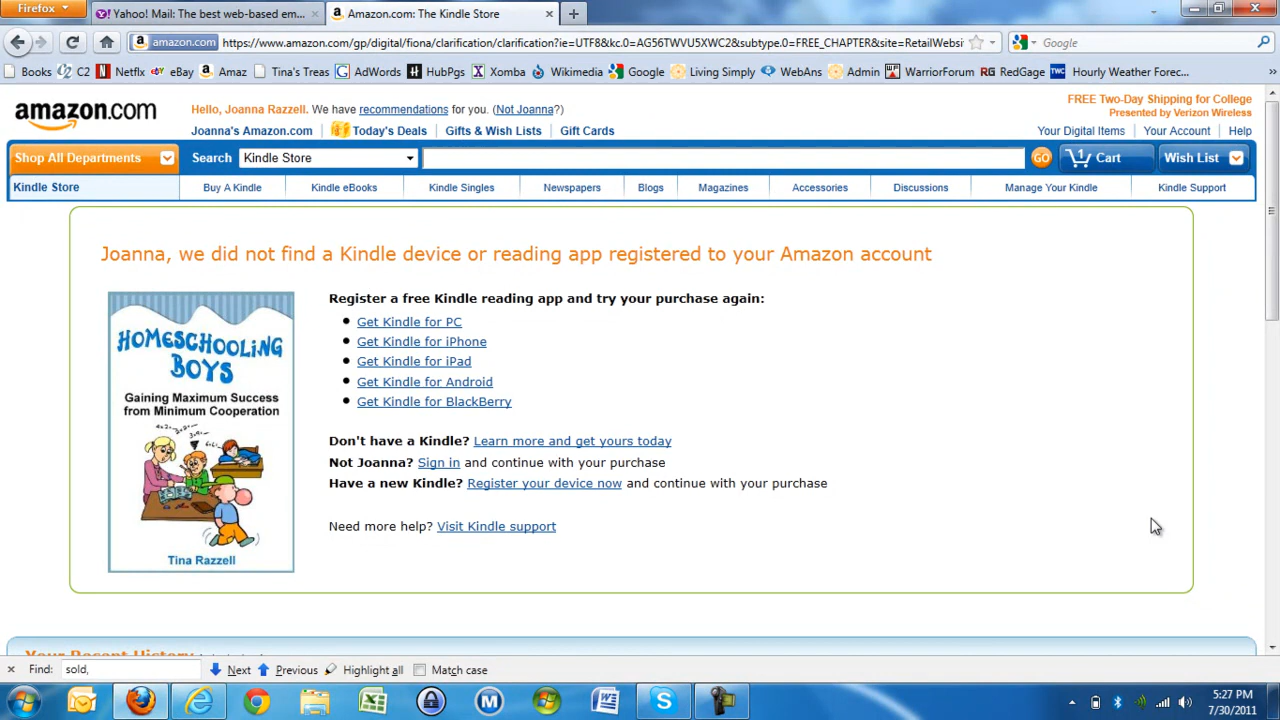 Firefox
Yahoo! Mail: The best web-based em...
Amazon.com: The Kindle Store
amazon.com
https://www.amazon.com/gp/digital/fiona/clarification/clarification?ie=UTF8&kc.0=AG56TWVU5XWC2&subtype.0=FREE_CHAPTER&site=RetailWebsi
Google
Books C2 Netflix eBay Amaz Tina's Treas AdWords HubPgs Xomba Wikimedia Google Living Simply WebAns Admin WarriorForum RedGage Hourly Weather Forec...
amazon.com
Hello, Joanna Razzell. We have recommendations for you. (Not Joanna?)
FREE Two-Day Shipping for College
Presented by Verizon Wireless
Joanna's Amazon.com Today's Deals Gifts & Wish Lists Gift Cards
Your Digital Items Your Account Help
Shop All Departments Search Kindle Store GO 1 Cart Wish List
Kindle Store Buy A Kindle Kindle eBooks Kindle Singles Newspapers Blogs Magazines Accessories Discussions Manage Your Kindle Kindle Support
Joanna, we did not find a Kindle device or reading app registered to your Amazon account
HOMESCHOOLING
BOYS
Gaining Maximum Success
from Minimum Cooperation
Tina Razzell
Register a free Kindle reading app and try your purchase again:
Get Kindle for PC
Get Kindle for iPhone
Get Kindle for iPad
Get Kindle for Android
Get Kindle for BlackBerry
Don't have a Kindle? Learn more and get yours today
Not Joanna? Sign in and continue with your purchase
Have a new Kindle? Register your device now and continue with your purchase
Need more help? Visit Kindle support
Your Recent History
Find: sold, Next Previous Highlight all Match case
5:27 PM
7/30/2011